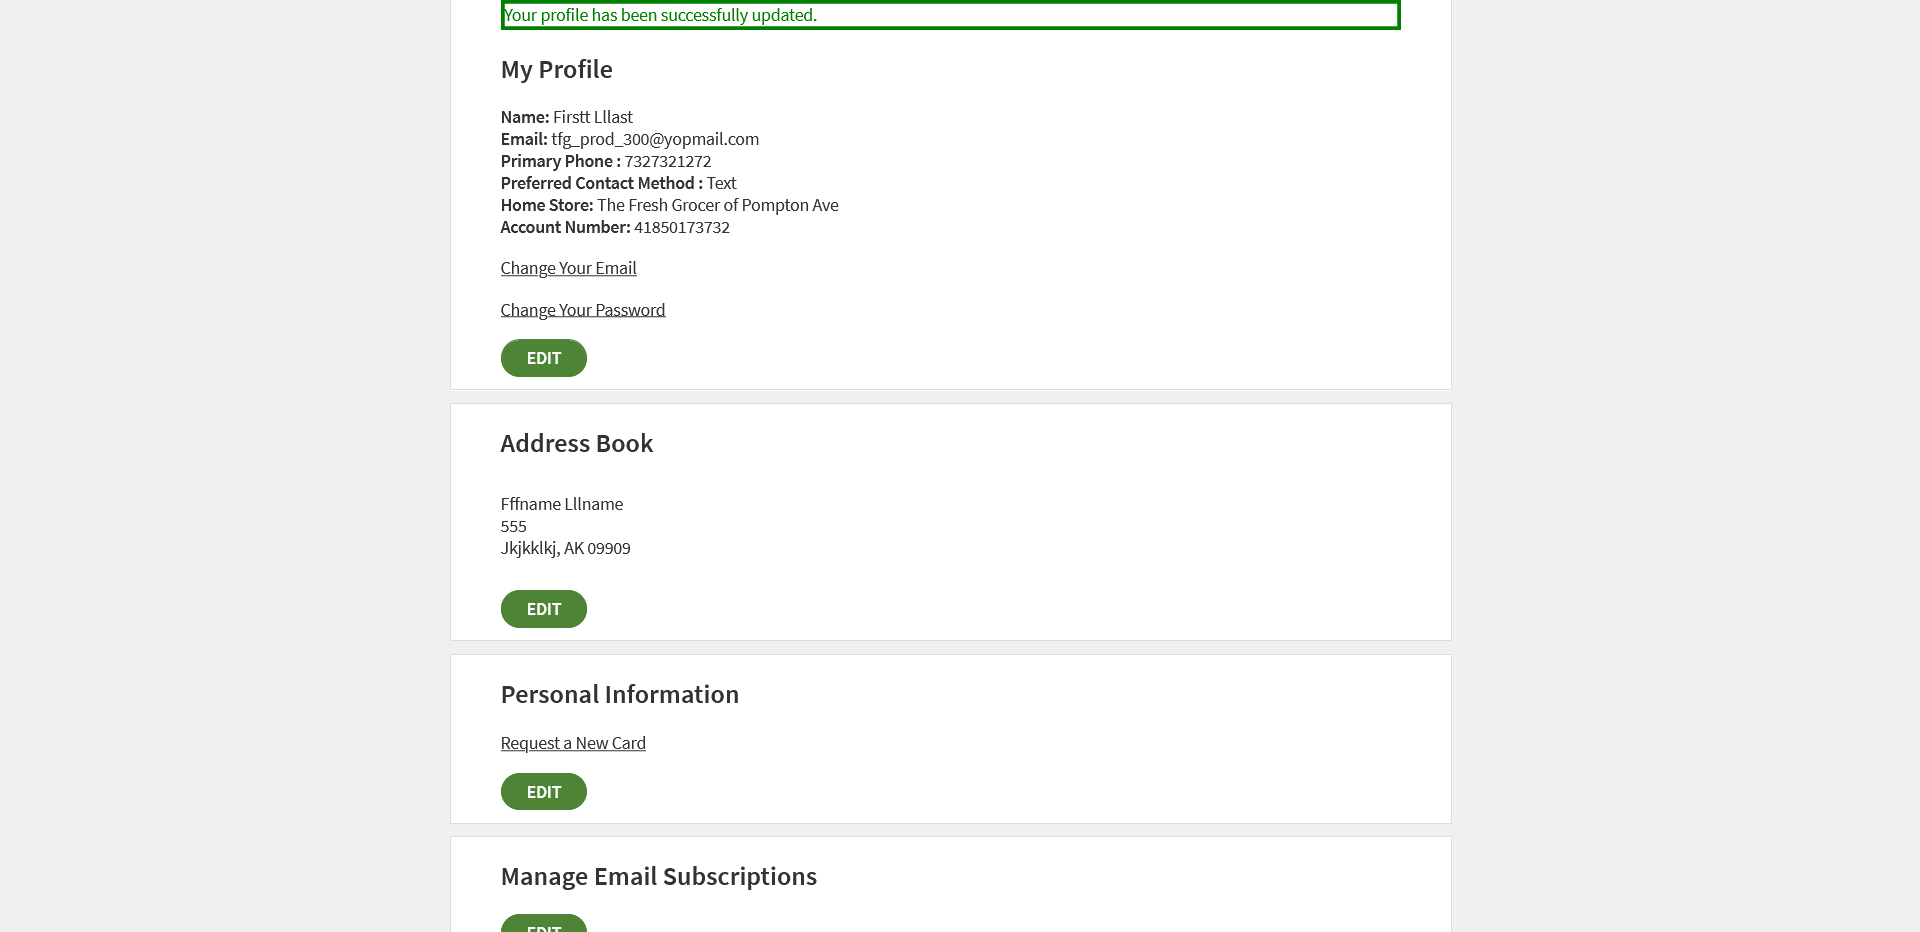 Your profile has been successfully updated.
My Profile
Name: Firstt Lllast
Email: tfg_prod_300@yopmail.com
Primary Phone : 7327321272
Preferred Contact Method : Text
Home Store: The Fresh Grocer of Pompton Ave
Account Number: 41850173732
Change Your Email
Change Your Password
EDIT
Address Book
Fffname Lllname
555
Jkjkklkj, AK 09909
EDIT
Personal Information
Request a New Card
EDIT
Manage Email Subscriptions
EDIT